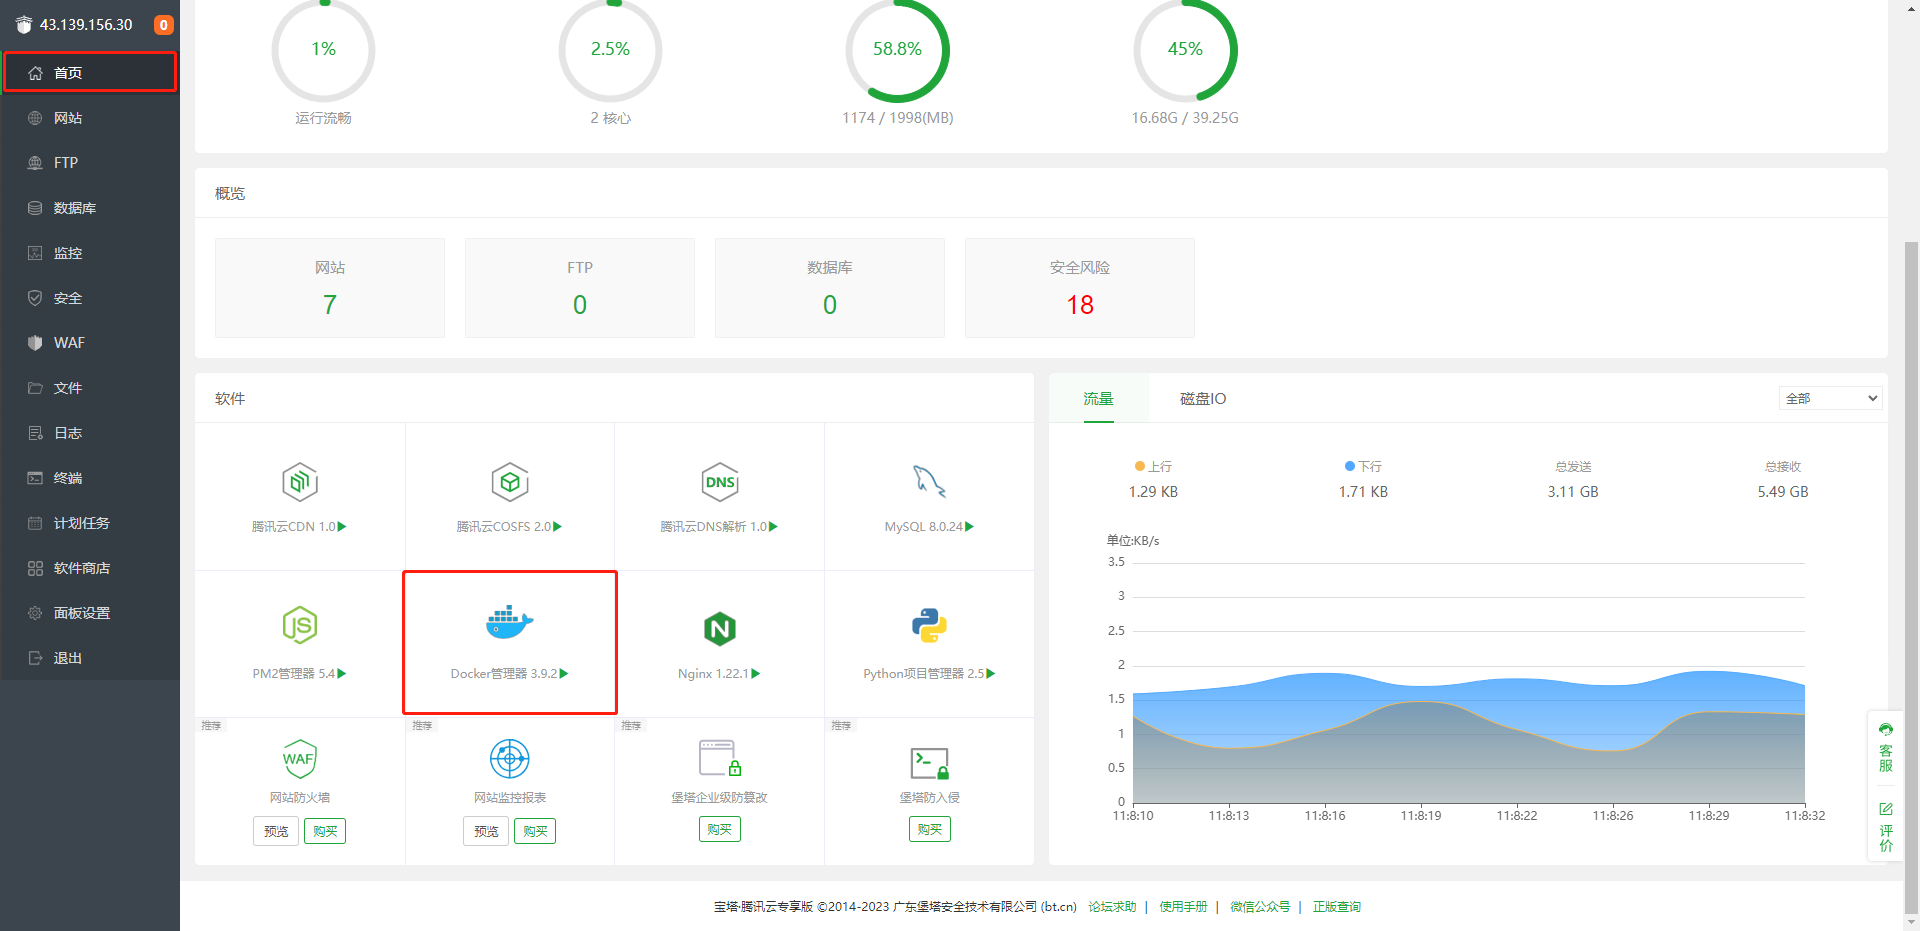 43.139.156.30
0
首页
网站
FTP
数据库
监控
安全
WAF
文件
日志
终端
计划任务
软件商店
面板设置
退出
1%
2.5%
58.8%
45%
运行流畅
2 核心
1174 / 1998(MB)
16.68G / 39.25G
概览
网站
FTP
数据库
安全风险
7
0
0
18
软件
腾讯云CDN 1.0
腾讯云COSFS 2.0
腾讯云DNS解析 1.0
MySQL 8.0.24
DNS
JS
N
PM2管理器 5.4
Docker管理器 3.9.2
Nginx 1.22.1
Python项目管理器 2.5
推荐
推荐
推荐
推荐
WAF
网站防火墙
网站监控报表
堡塔企业级防篡改
堡塔防入侵
预览
购买
预览
购买
购买
购买
流量
磁盘IO
全部
上行
下行
总发送
总接收
1.29 KB
1.71 KB
3.11 GB
5.49 GB
单位:KB/s
3.5
3
2.5
2
1.5
1
0.5
0
11:8:10
11:8:13
11:8:16
11:8:19
11:8:22
11:8:26
11:8:29
11:8:32
客服
评价
宝塔·腾讯云专享版 ©2014-2023 广东堡塔安全技术有限公司 (bt.cn) 论坛求助 | 使用手册 | 微信公众号 | 正版查询